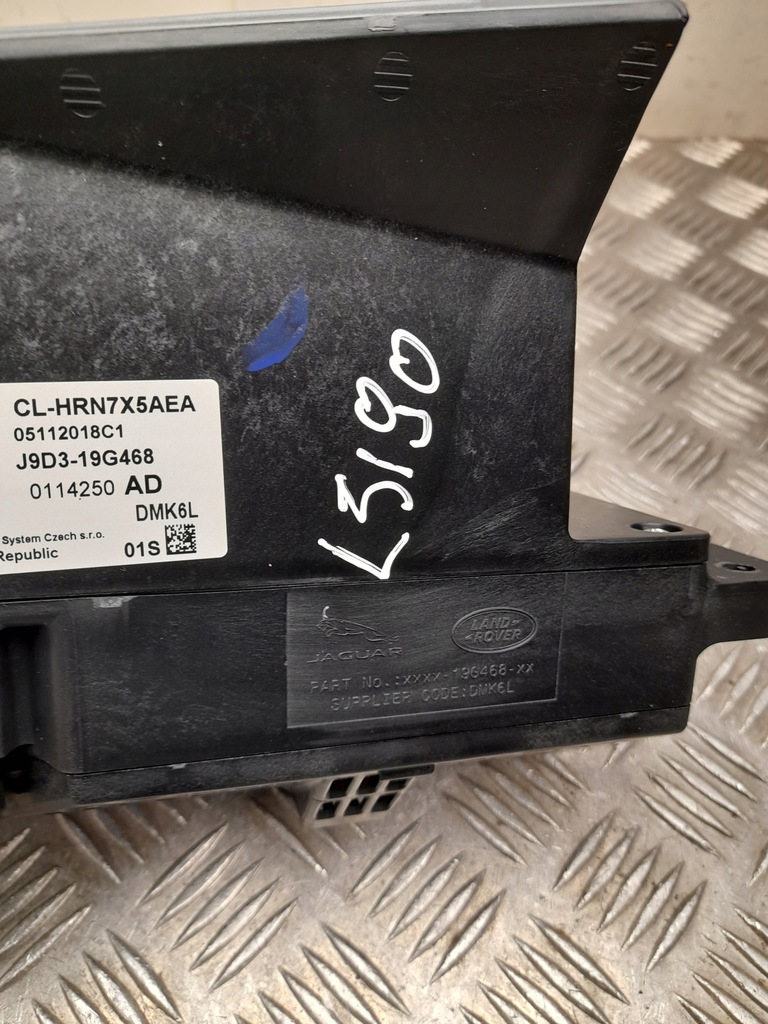 CL-HRN7X5AEA
05112018C1
J9D3-19G468
0114250 AD
DMK6L
System Czech s.r.o.
Republic 01S
L5190
JAGUAR
LAND ROVER
PART No.:xxxx-19G468-xx
SUPPLIER CODE:DMK6L